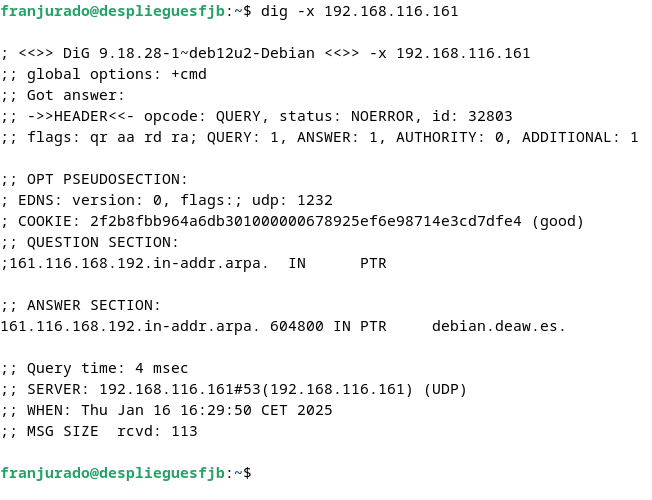 franjurado@desplieguesfjb:~$ dig -x 192.168.116.161
; <<>> DiG 9.18.28-1~deb12u2-Debian <<>> -x 192.168.116.161
;; global options: +cmd
;; Got answer:
;; ->>HEADER<<- opcode: QUERY, status: NOERROR, id: 32803
;; flags: qr aa rd ra; QUERY: 1, ANSWER: 1, AUTHORITY: 0, ADDITIONAL: 1
;; OPT PSEUDOSECTION:
; EDNS: version: 0, flags:; udp: 1232
; COOKIE: 2f2b8fbb964a6db301000000678925ef6e98714e3cd7dfe4 (good)
;; QUESTION SECTION:
;161.116.168.192.in-addr.arpa.  IN      PTR
;; ANSWER SECTION:
161.116.168.192.in-addr.arpa. 604800 IN PTR     debian.deaw.es.
;; Query time: 4 msec
;; SERVER: 192.168.116.161#53(192.168.116.161) (UDP)
;; WHEN: Thu Jan 16 16:29:50 CET 2025
;; MSG SIZE  rcvd: 113
franjurado@desplieguesfjb:~$